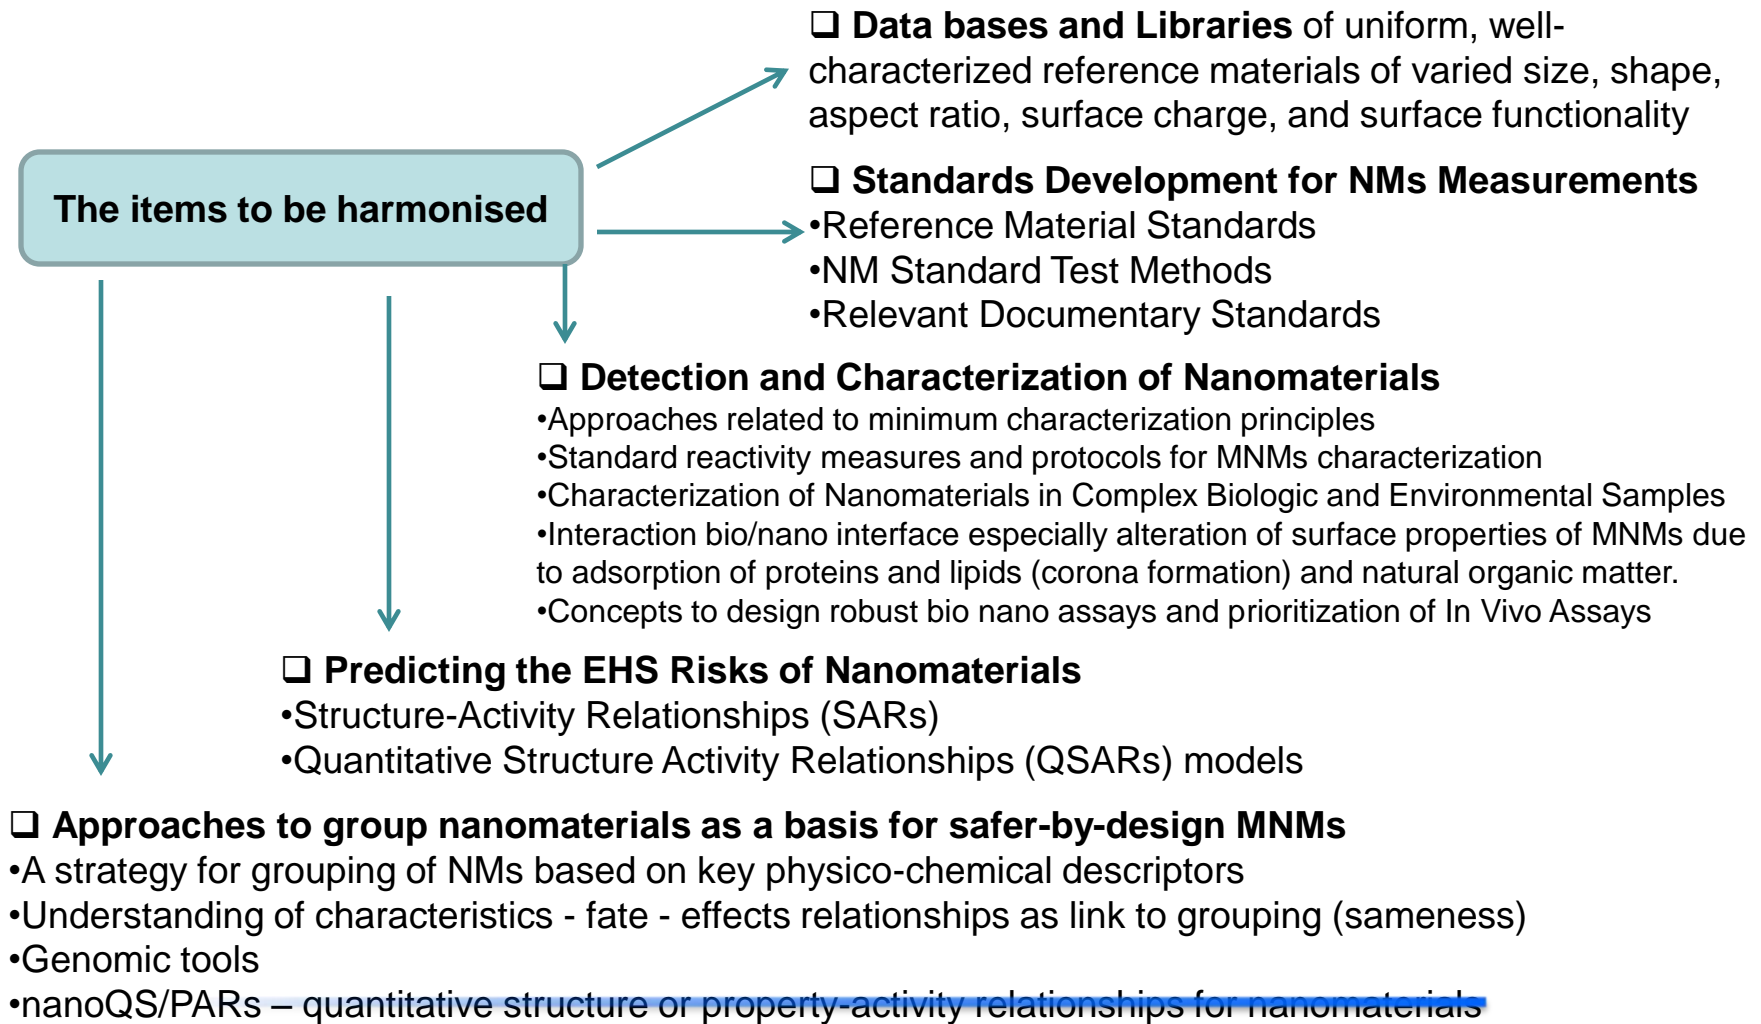 ❑ Data bases and Libraries of uniform, well-
characterized reference materials of varied size, shape,
aspect ratio, surface charge, and surface functionality
The items to be harmonised
❑ Standards Development for NMs Measurements
•Reference Material Standards
•NM Standard Test Methods
•Relevant Documentary Standards
❑ Detection and Characterization of Nanomaterials
•Approaches related to minimum characterization principles
•Standard reactivity measures and protocols for MNMs characterization
•Characterization of Nanomaterials in Complex Biologic and Environmental Samples
•Interaction bio/nano interface especially alteration of surface properties of MNMs due
to adsorption of proteins and lipids (corona formation) and natural organic matter.
•Concepts to design robust bio nano assays and prioritization of In Vivo Assays
❑ Predicting the EHS Risks of Nanomaterials
•Structure-Activity Relationships (SARs)
•Quantitative Structure Activity Relationships (QSARs) models
❑ Approaches to group nanomaterials as a basis for safer-by-design MNMs
•A strategy for grouping of NMs based on key physico-chemical descriptors
•Understanding of characteristics - fate - effects relationships as link to grouping (sameness)
•Genomic tools
•nanoQS/PARs – quantitative structure or property-activity relationships for nanomaterials